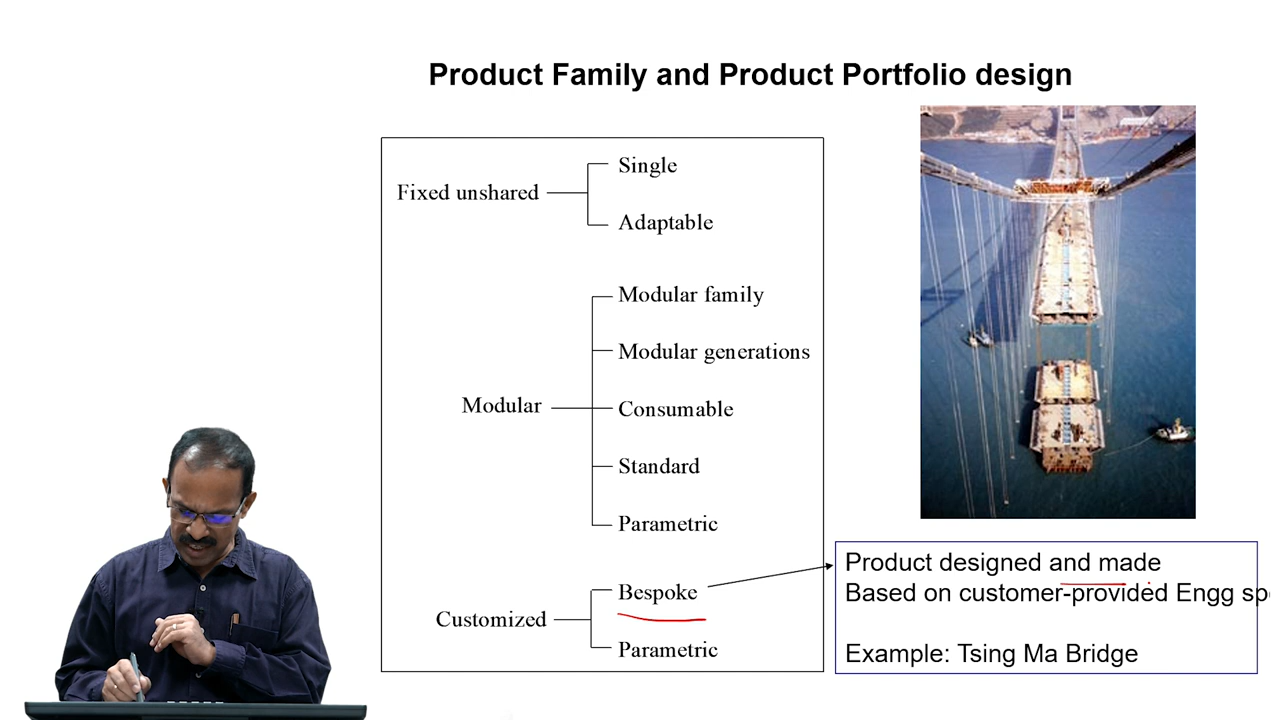 Product Family and Product Portfolio design
Fixed unshared
Single
Adaptable
Modular
Modular family
Modular generations
Consumable
Standard
Parametric
Customized
Bespoke
Parametric
Product designed and made
Based on customer-provided Engg
Example: Tsing Ma Bridge